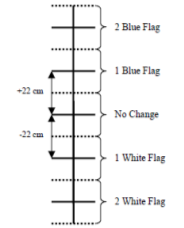 2 Blue Flag
1 Blue Flag
+22 cm
No Change
-22 cm
1 White Flag
2 White Flag